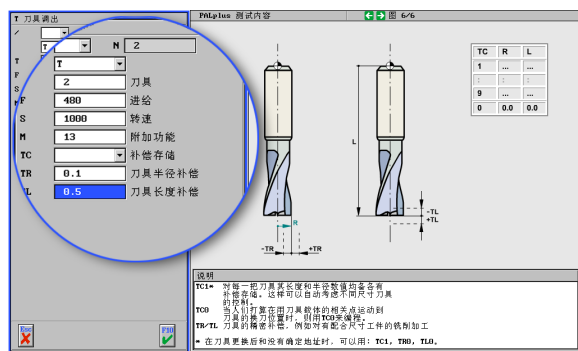 T 刀具调出
PALplus 测试内容
图 6/6
T
N 2
T
T
2 刀具
F
480 进给
S
F 1000 转速
S
M 13 附加功能
TC 补偿存储
TR 0.1 刀具半径补偿
L 0.5 刀具长度补偿
Esc
F10
TC R L
1 ... ...
: : :
9 ... ...
0 0.0 0.0
L
-TL
+TL
R
-TR +TR
说明
TC1* 对每一把刀具其长度和半径数值均备各有
补偿存储。这样可以自动考虑不同尺寸刀具
的控制。
TC0 当人们打算在用刀具载体的相关点运动到
刀具的换刀位置时，则用TC0来编程。
TR/TL 刀具的精密补偿，例如对有配合尺寸工件的铣削加工
* 在刀具更换后和没有确定地址时，可以用: TC1, TR0, TL0。